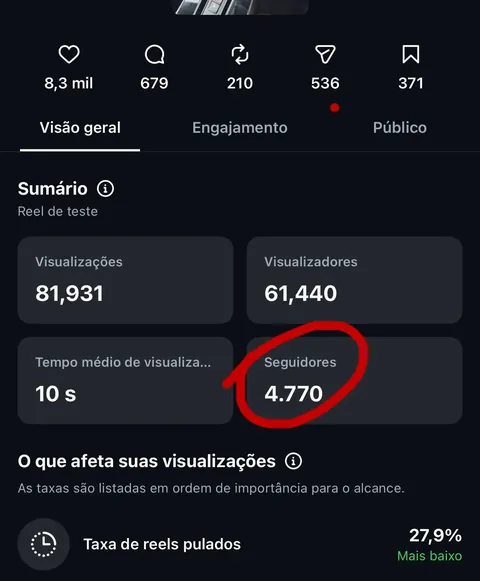 8,3 mil 679 210 536 371
Visão geral Engajamento Público
Sumário
Reel de teste
Visualizações Visualizadores
81,931 61,440
Tempo médio de visualiza... Seguidores
10 s 4.770
O que afeta suas visualizações
As taxas são listadas em ordem de importância para o alcance.
Taxa de reels pulados 27,9%
Mais baixo